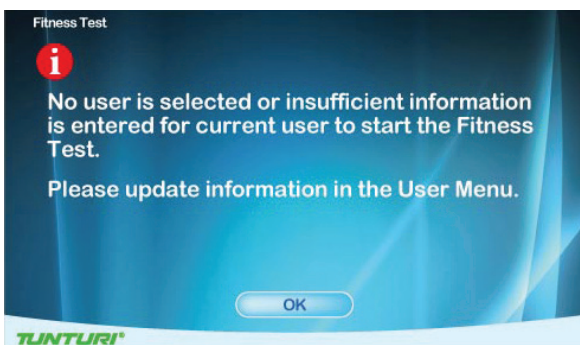 Fitness Test
i
No user is selected or insufficient information
is entered for current user to start the Fitness
Test.
Please update information in the User Menu.
OK
TUNTURI®